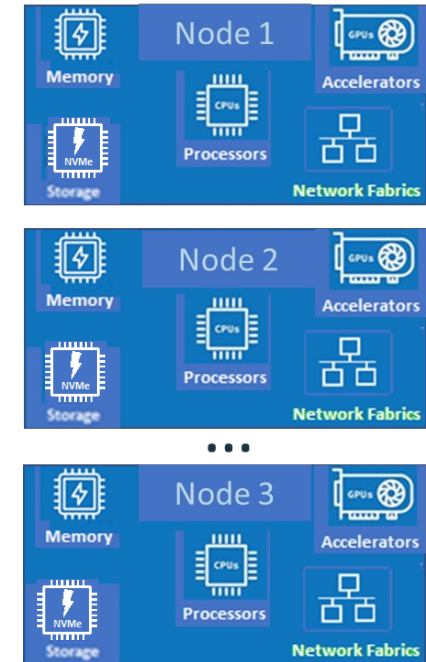 Node 1
GPUs
Memory
Accelerators
CPUs
NVMe
Processors
Storage
Network Fabrics
Node 2
GPUs
Memory
Accelerators
CPUs
NVMe
Processors
Storage
Network Fabrics
...
Node 3
GPUs
Memory
Accelerators
CPUs
NVMe
Processors
Storage
Network Fabrics